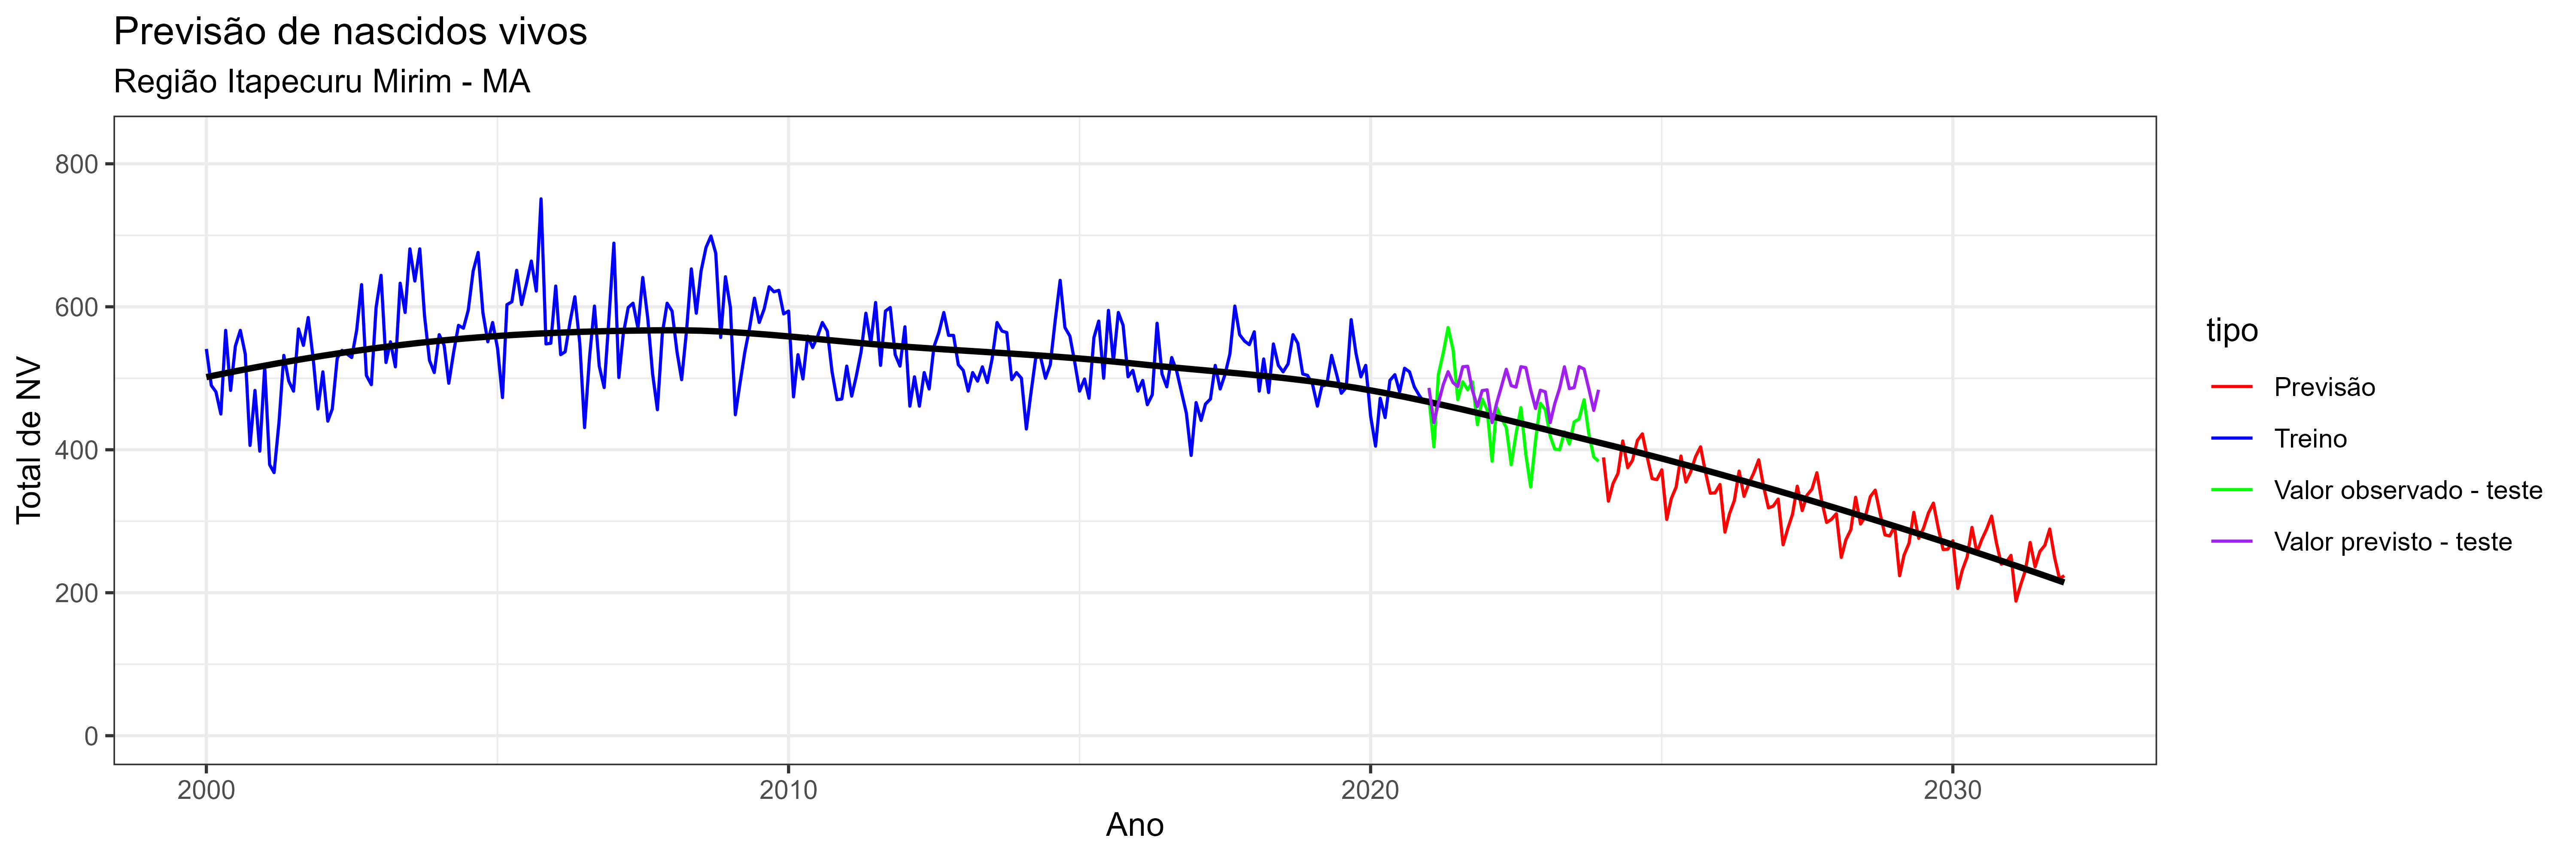 Previsão de nascidos vivos
Região Itapecuru Mirim - MA
Total de NV
800
600
400
200
0
2000
2010
2020
2030
Ano
tipo
Previsão
Treino
Valor observado - teste
Valor previsto - teste